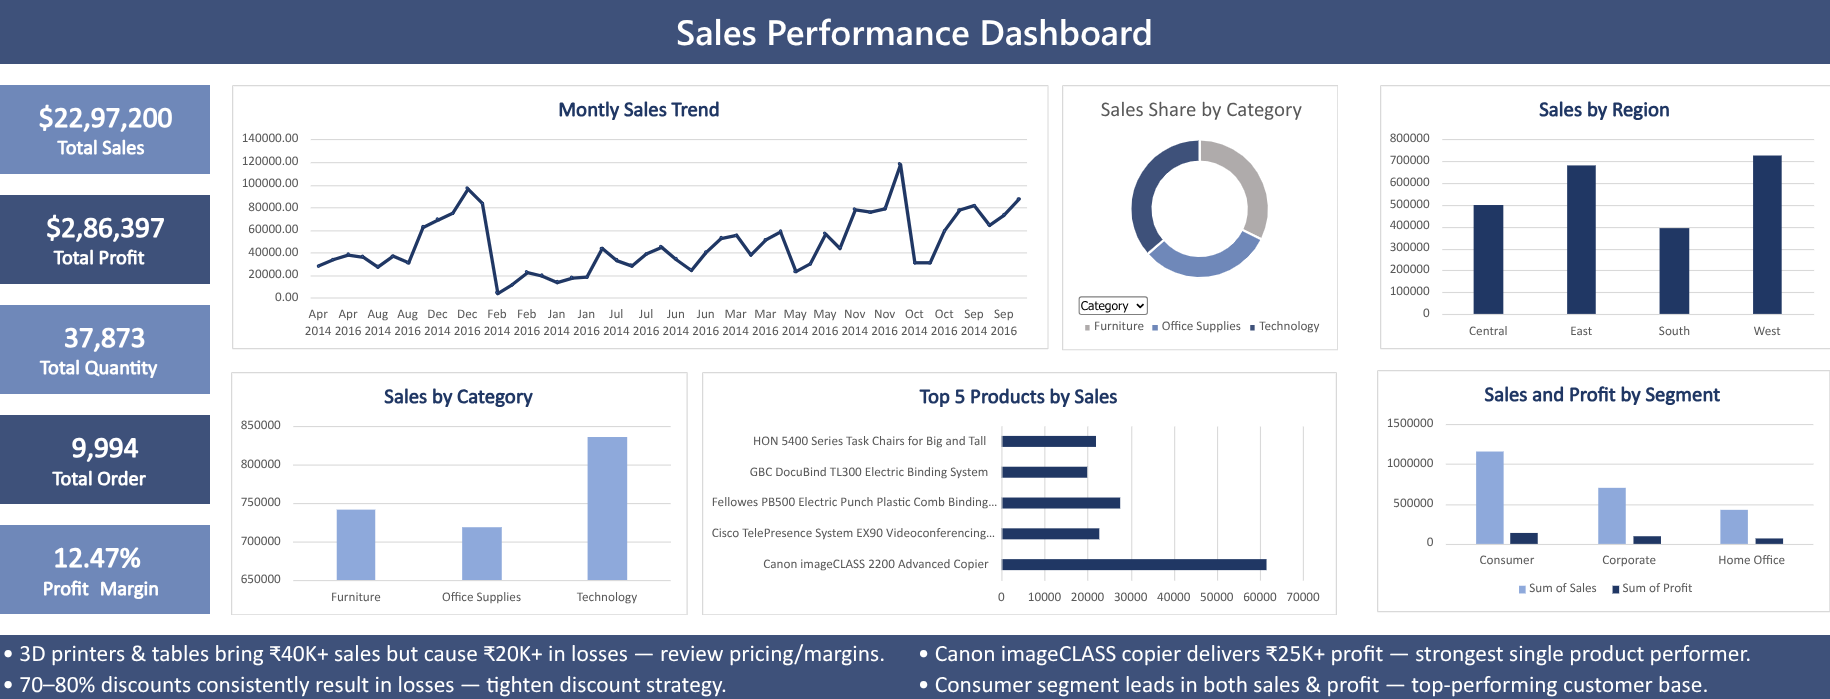 Sales Performance Dashboard
$22,97,200
Total Sales
$2,86,397
Total Profit
37,873
Total Quantity
9,994
Total Order
12.47%
Profit Margin
Montly Sales Trend
140000.00
120000.00
100000.00
80000.00
60000.00
40000.00
20000.00
0.00
Apr Apr Aug Aug Dec Dec Feb Feb Jan Jan Jul Jul Jun Jun Mar Mar May May Nov Nov Oct Oct Sep Sep
2014 2016 2014 2016 2014 2016 2014 2016 2014 2016 2014 2016 2014 2016 2014 2016 2014 2016 2014 2016 2014 2016 2014 2016
Sales Share by Category
Category
Furniture Office Supplies Technology
Sales by Region
800000
700000
600000
500000
400000
300000
200000
100000
0
Central East South West
Sales by Category
850000
800000
750000
700000
650000
Furniture Office Supplies Technology
Top 5 Products by Sales
HON 5400 Series Task Chairs for Big and Tall
GBC DocuBind TL300 Electric Binding System
Fellowes PB500 Electric Punch Plastic Comb Binding...
Cisco TelePresence System EX90 Videoconferencing...
Canon imageCLASS 2200 Advanced Copier
0 10000 20000 30000 40000 50000 60000 70000
Sales and Profit by Segment
1500000
1000000
500000
0
Consumer Corporate Home Office
Sum of Sales Sum of Profit
• 3D printers & tables bring ₹40K+ sales but cause ₹20K+ in losses — review pricing/margins.
• 70–80% discounts consistently result in losses — tighten discount strategy.
• Canon imageCLASS copier delivers ₹25K+ profit — strongest single product performer.
• Consumer segment leads in both sales & profit — top-performing customer base.